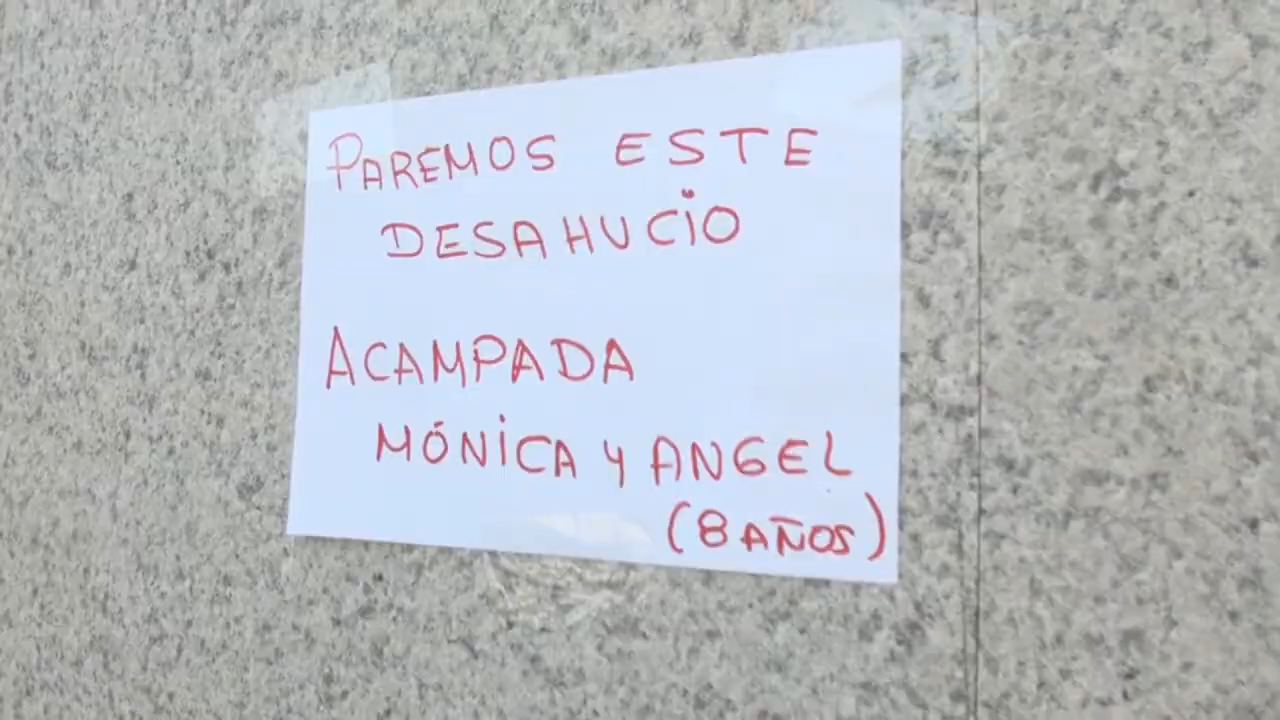 PAREMOS ESTE
DESAHUCIO
ACAMPADA
MÓNICA Y ANGEL
(8 AÑOS)